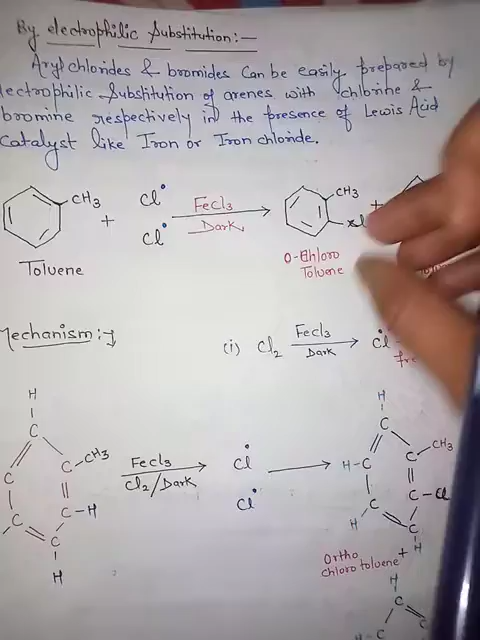 By electrophilic Substitution:-
Aryl chlorides & bromides Can be easily prepared by
lectrophilic Substitution of arenes with chlorine &
bromine respectively in the presence of Lewis Acid
Catalyst like Iron or Iron chloride.
CH3 + Cl• Cl• FeCl3 Dark CH3 +
Toluene
O-Chloro
Toluene
Mechanism:-
(i) Cl2 FeCl3 Dark Cl•
H H
C C
C C-CH3 FeCl3 Cl2/Dark Cl• Cl• H-C C-CH3
C C-H C C-Cl
C C H C
H H
Ortho
chloro toluene +
H
C
H-C C